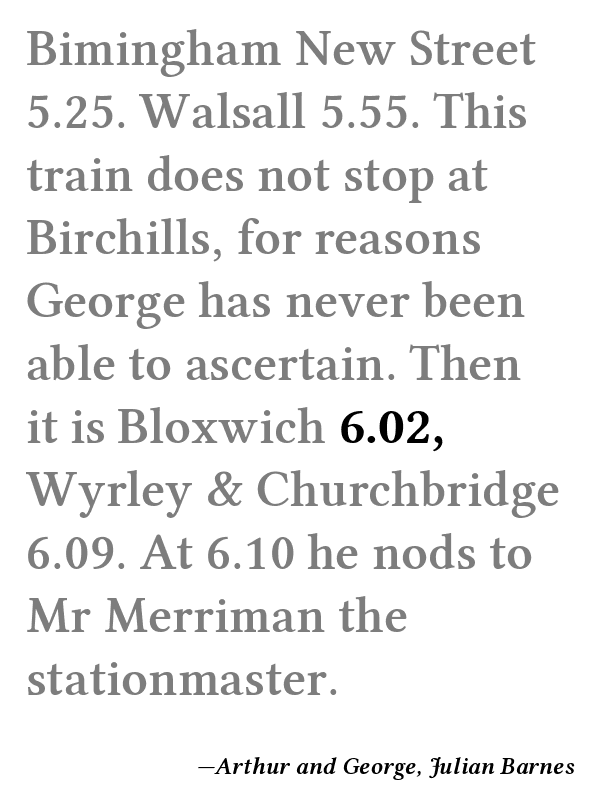 Bimingham New Street
5.25. Walsall 5.55. This
train does not stop at
Birchills, for reasons
George has never been
able to ascertain. Then
it is Bloxwich 6.02,
Wyrley & Churchbridge
6.09. At 6.10 he nods to
Mr Merriman the
stationmaster.
—Arthur and George, Julian Barnes